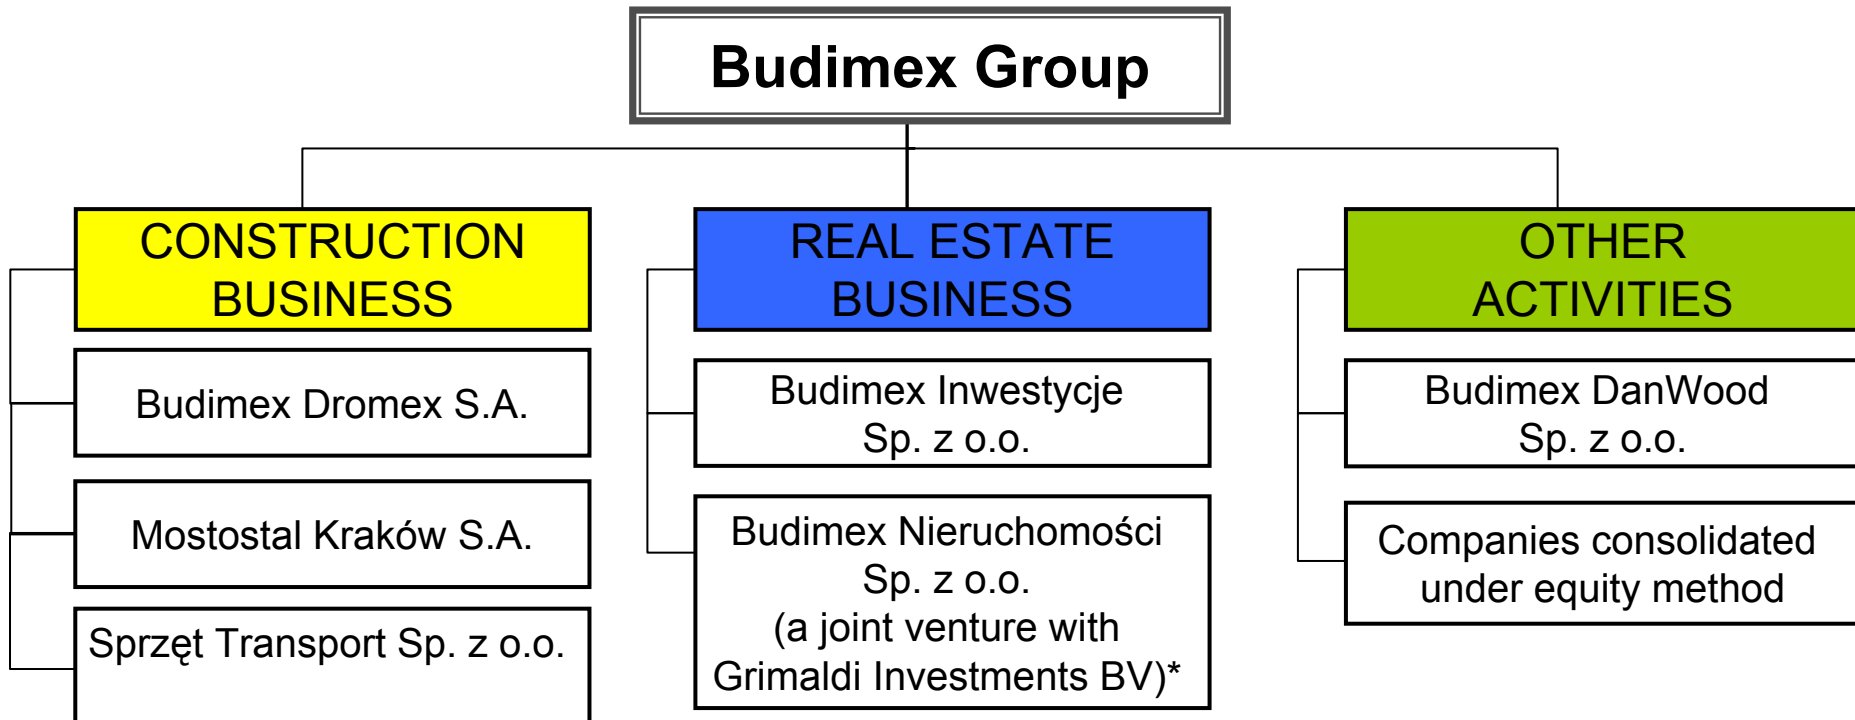 Budimex Group
CONSTRUCTION
BUSINESS
Budimex Dromex S.A.
Mostostal Kraków S.A.
Sprzęt Transport Sp. z o.o.
REAL ESTATE
BUSINESS
Budimex Inwestycje
Sp. z o.o.
Budimex Nieruchomości
Sp. z o.o.
(a joint venture with
Grimaldi Investments BV)*
OTHER
ACTIVITIES
Budimex DanWood
Sp. z o.o.
Companies consolidated
under equity method